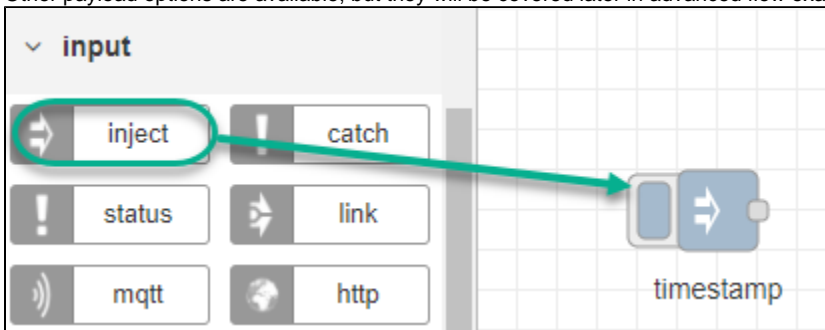 Other payload options are available, but they will be covered later in advanced flow
input
inject
catch
status
link
mqtt
http
timestamp